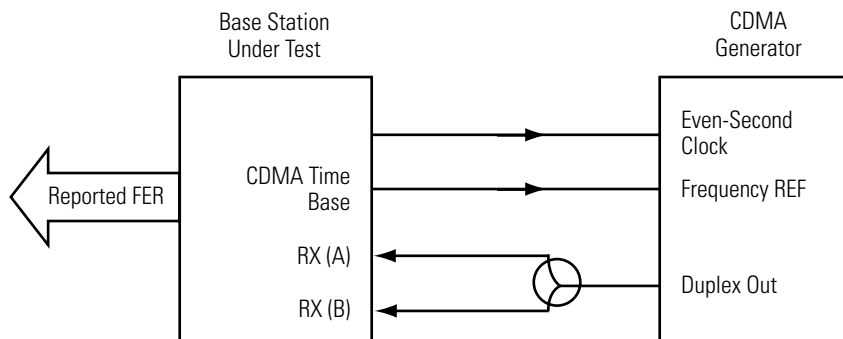 Base Station
Under Test
CDMA
Generator
Even-Second
Clock
Reported FER
CDMA Time
Base
Frequency REF
RX (A)
Duplex Out
RX (B)